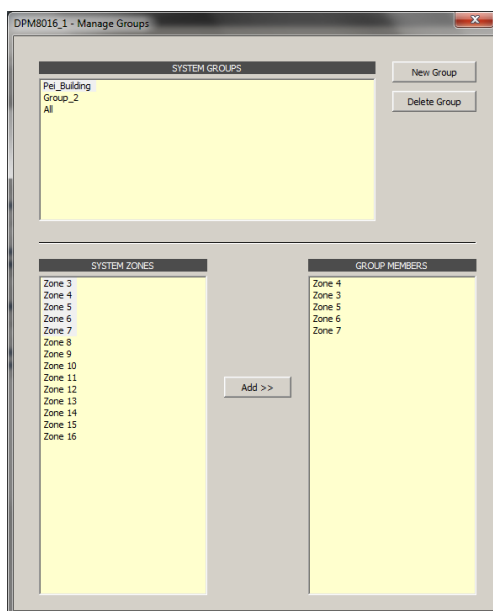 DPM8016_1 - Manage Groups
SYSTEM GROUPS
Pei_Building
Group_2
All
New Group
Delete Group
SYSTEM ZONES
Zone 3
Zone 4
Zone 5
Zone 6
Zone 7
Zone 8
Zone 9
Zone 10
Zone 11
Zone 12
Zone 13
Zone 14
Zone 15
Zone 16
Add >>
GROUP MEMBERS
Zone 4
Zone 3
Zone 5
Zone 6
Zone 7